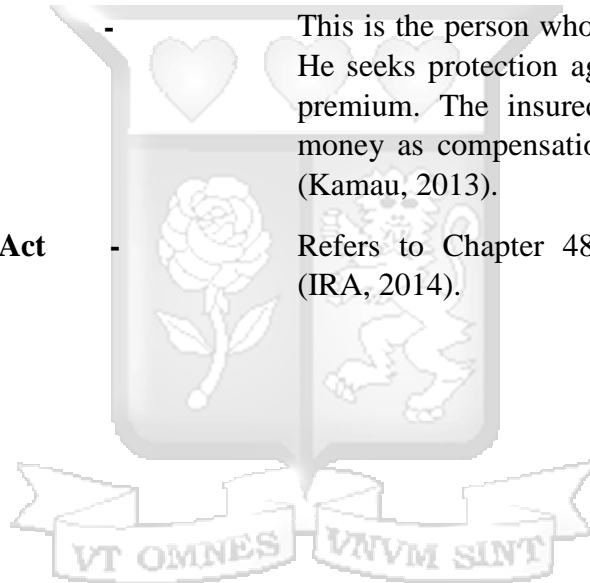 - This is the person who
He seeks protection ag
premium. The insured
money as compensatio
(Kamau, 2013).
Act - Refers to Chapter 48
(IRA, 2014).
VT OMNES VNVM SINT